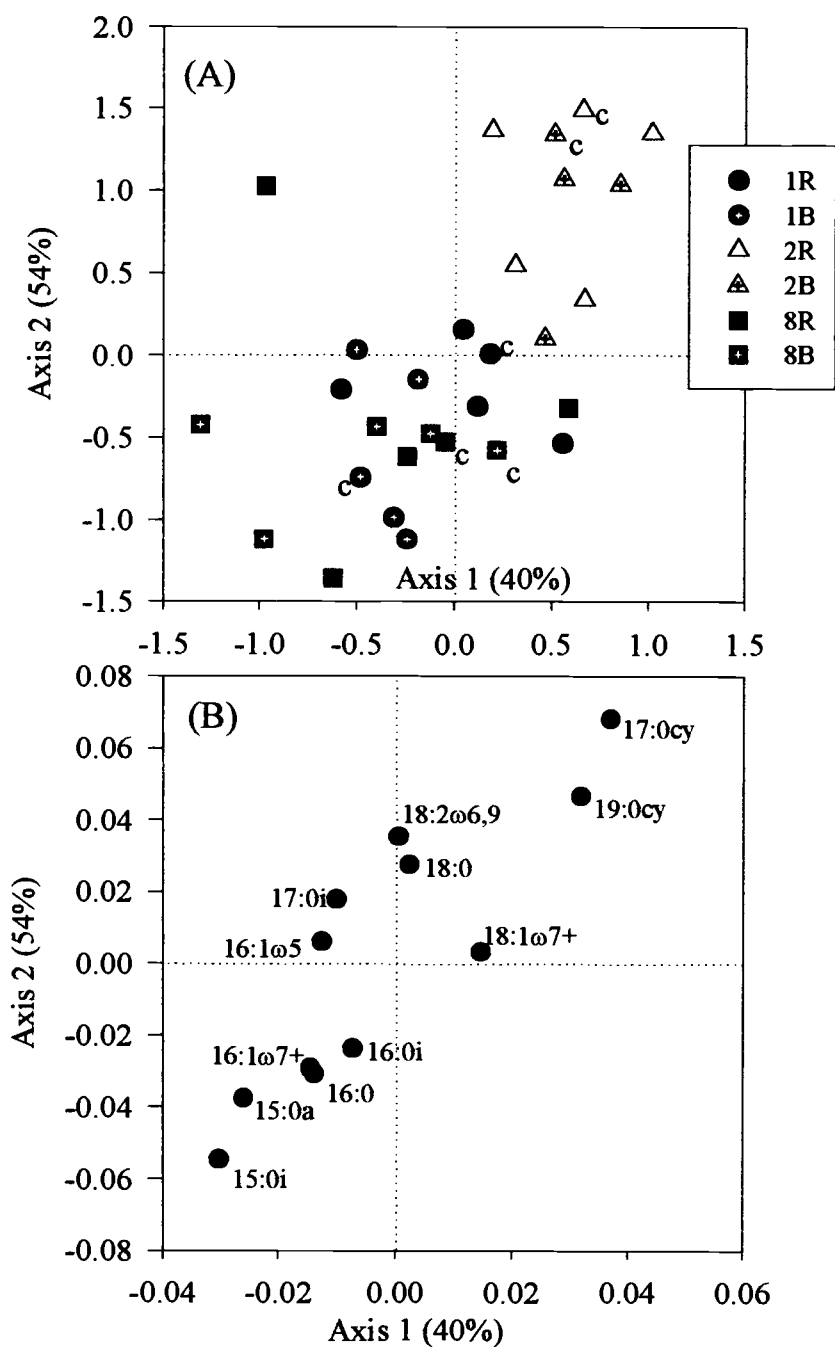 (A)
2.0
1.5
1.0
0.5
0.0
-0.5
-1.0
-1.5
Axis 2 (54%)
c
c
c
c
c
c
1R
1B
2R
2B
8R
8B
Axis 1 (40%)
-1.5 -1.0 -0.5 0.0 0.5 1.0 1.5
(B)
0.08
0.06
0.04
0.02
0.00
-0.02
-0.04
-0.06
-0.08
Axis 2 (54%)
17:0cy
19:0cy
18:2ω6,9
18:0
17:0i
18:1ω7+
16:1ω5
16:0i
16:1ω7+
16:0
15:0a
15:0i
-0.04 -0.02 0.00 0.02 0.04 0.06
Axis 1 (40%)